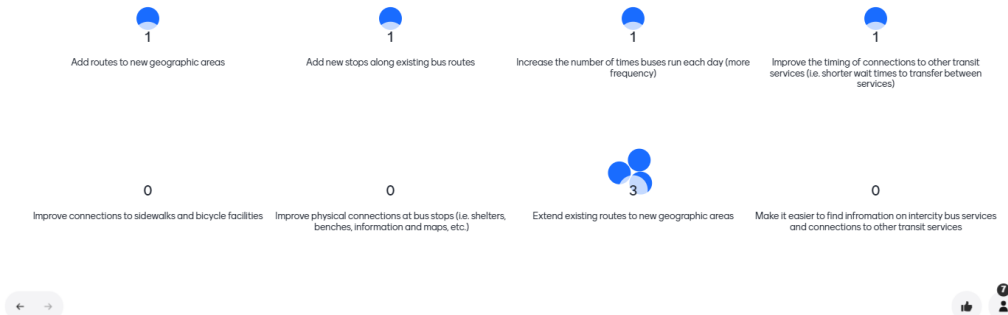 1
1
1
1
Add routes to new geographic areas
Add new stops along existing bus routes
Increase the number of times buses run each day (more
frequency)
Improve the timing of connections to other transit
services (i.e. shorter wait times to transfer between
services)
0
0
3
0
Improve connections to sidewalks and bicycle facilities
Improve physical connections at bus stops (i.e. shelters,
benches, information and maps, etc.)
Extend existing routes to new geographic areas
Make it easier to find infromation on intercity bus services
and connections to other transit services
7